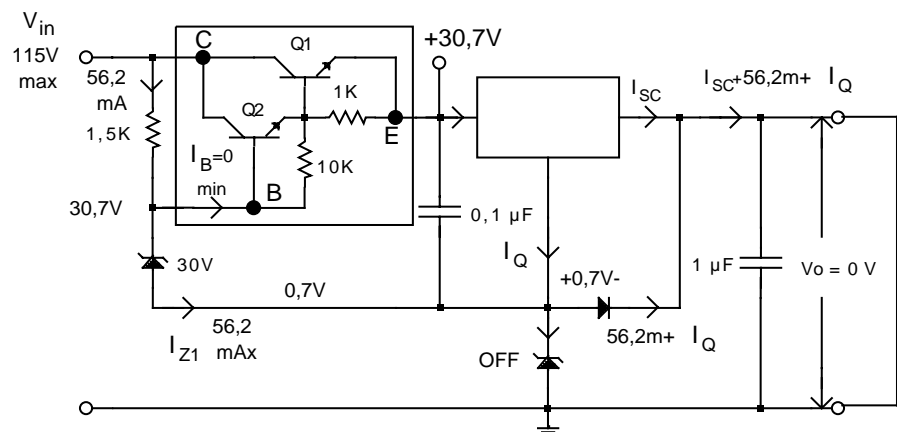 V in
115V
max
56,2
mA
1,5K
30,7V
C
Q1
Q2
1K
10K
E
I B=0
min
B
+30,7V
I SC
I SC+56,2m+ I Q
0,1 µF
I Q
1 µF
Vo = 0 V
30V
0,7V
+0,7V-
56,2m+ I Q
56,2
mAx
I Z1
OFF